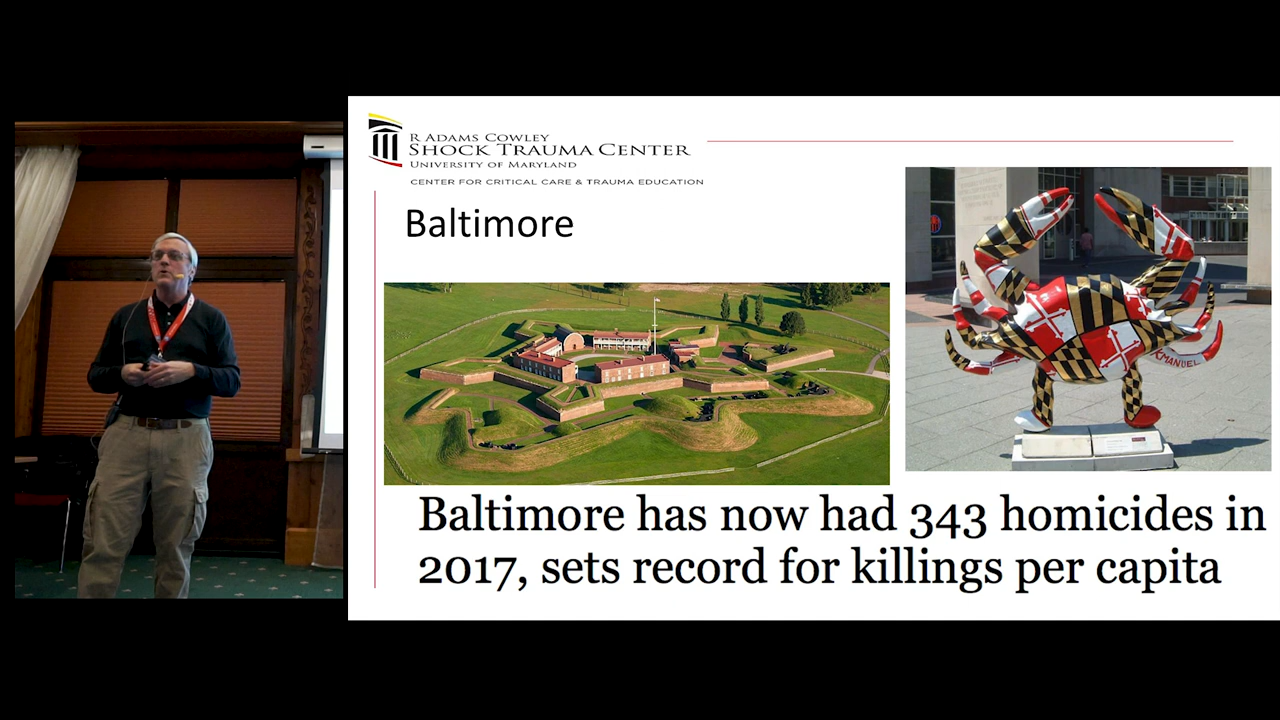 R ADAMS COWLEY
SHOCK TRAUMA CENTER
UNIVERSITY OF MARYLAND
CENTER FOR CRITICAL CARE & TRAUMA EDUCATION
Baltimore
RMANDEL
Baltimore has now had 343 homicides in
2017, sets record for killings per capita